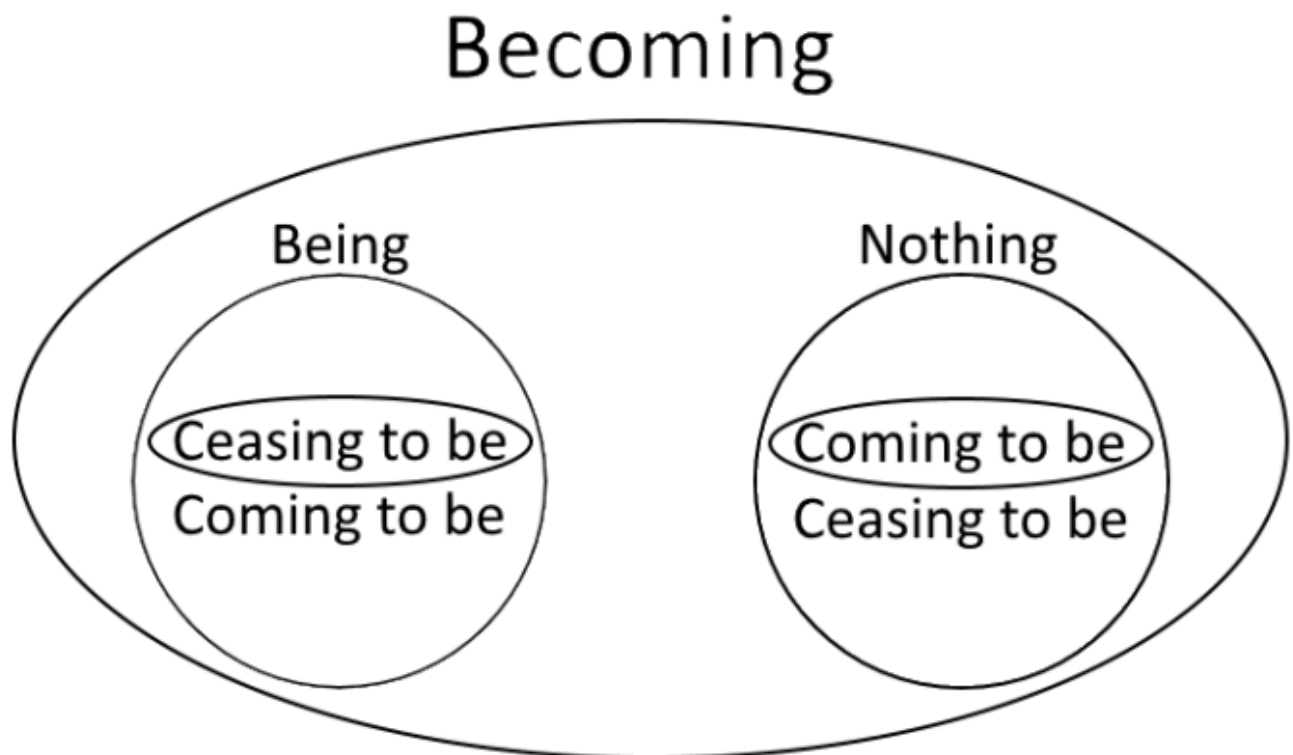 Becoming
Being
Nothing
Ceasing to be
Coming to be
Coming to be
Ceasing to be